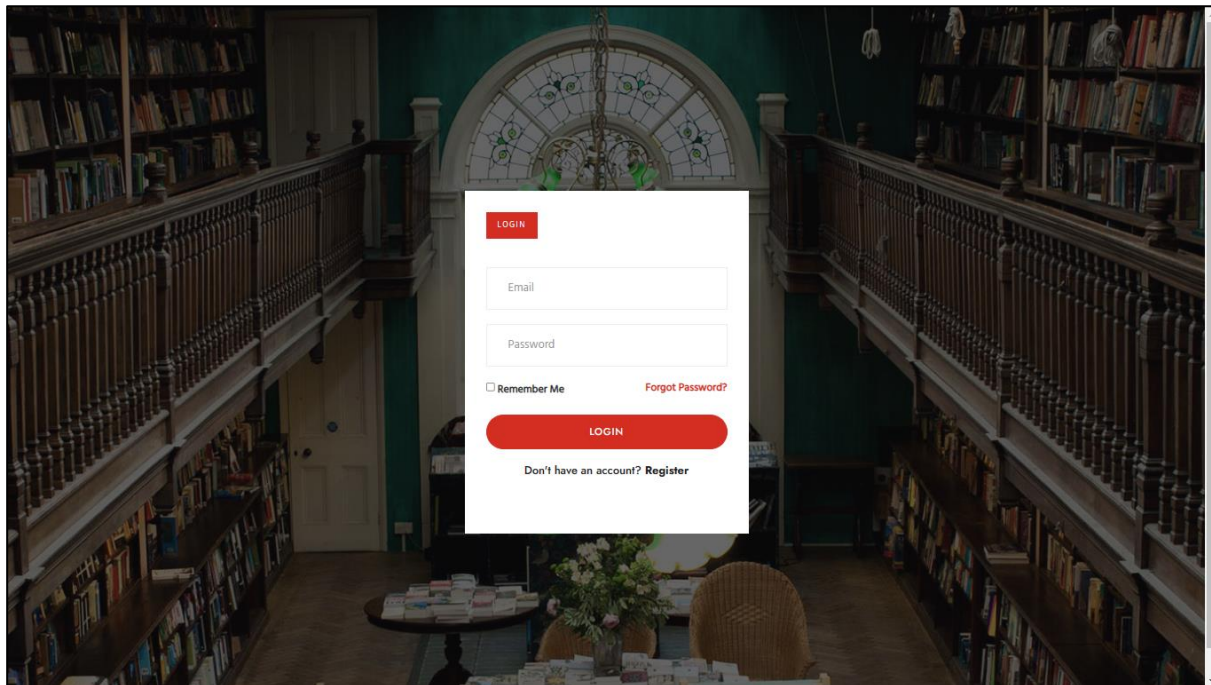 LOGIN
Email
Password
Remember Me Forgot Password?
LOGIN
Don't have an account? Register